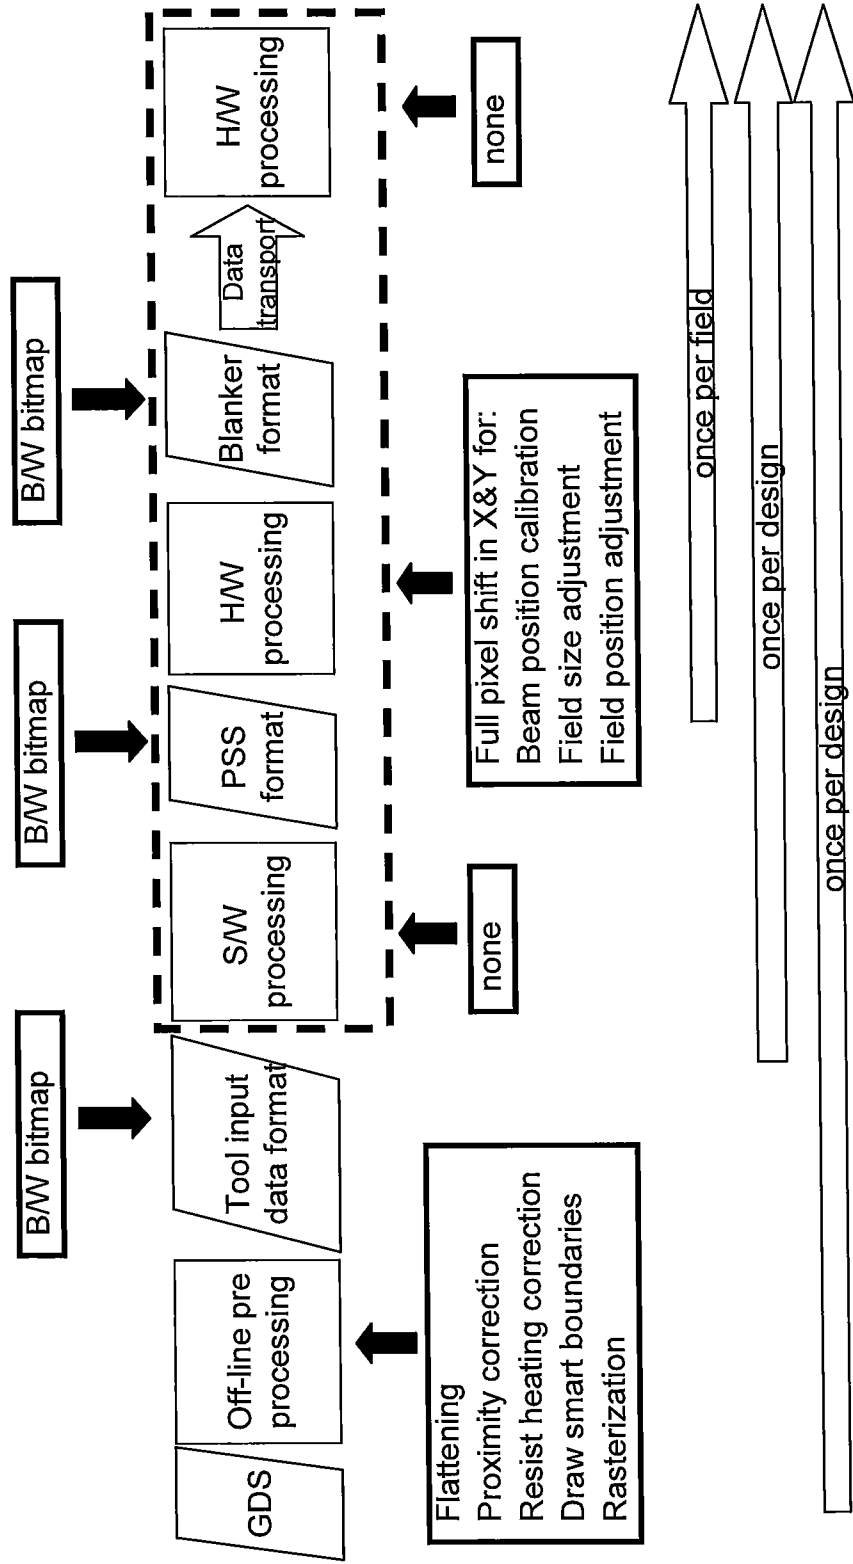 B/W bitmap
B/W bitmap
B/W bitmap
GDS
Off-line pre
processing
Tool input
data format
S/W
processing
PSS
format
H/W
processing
Blanker
format
Data
transport
H/W
processing
Flattening
Proximity correction
Resist heating correction
Draw smart boundaries
Rasterization
none
Full pixel shift in X&Y for:
Beam position calibration
Field size adjustment
Field position adjustment
none
once per field
once per design
once per design